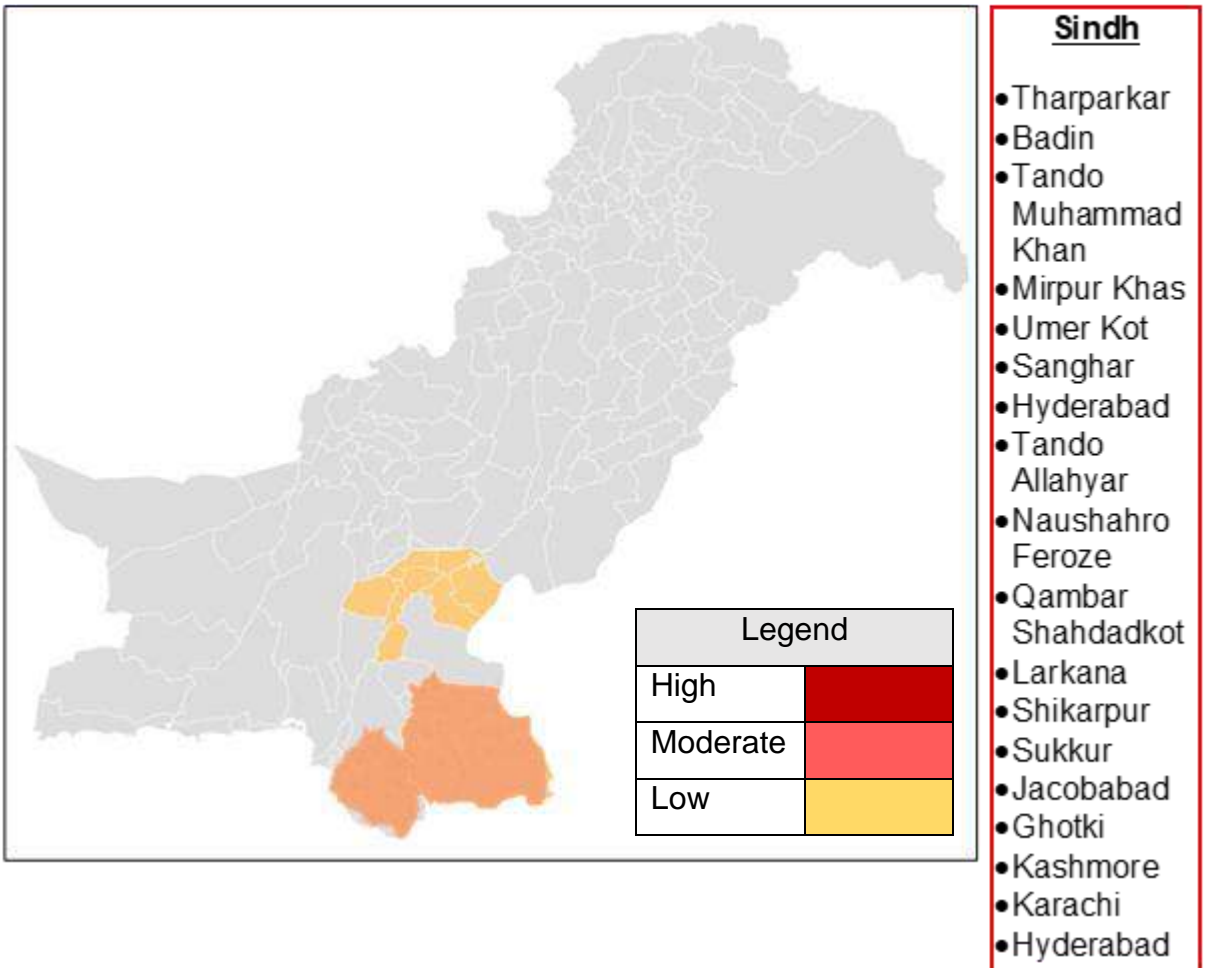 Legend
High
Moderate
Low
Sindh
•Tharparkar
•Badin
•Tando
Muhammad
Khan
•Mirpur Khas
•Umer Kot
•Sanghar
•Hyderabad
•Tando
Allahyar
•Naushahro
Feroze
•Qambar
Shahdadkot
•Larkana
•Shikarpur
•Sukkur
•Jacobabad
•Ghotki
•Kashmore
•Karachi
•Hyderabad